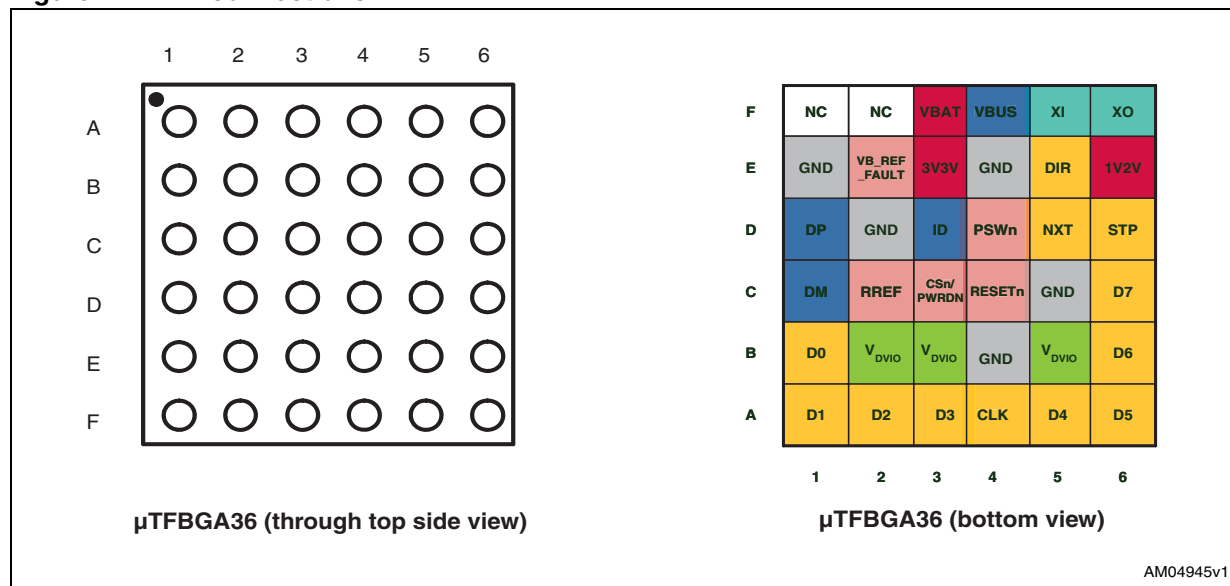 1 2 3 4 5 6
A
B
C
D
E
F
µTFBGA36 (through top side view)
F NC NC VBAT VBUS XI XO
E GND VB_REF_FAULT 3V3V GND DIR 1V2V
D DP GND ID PSWn NXT STP
C DM RREF CSn/PWRDN RESETn GND D7
B D0 VDVIO VDVIO GND VDVIO D6
A D1 D2 D3 CLK D4 D5
1 2 3 4 5 6
µTFBGA36 (bottom view)
AM04945v1